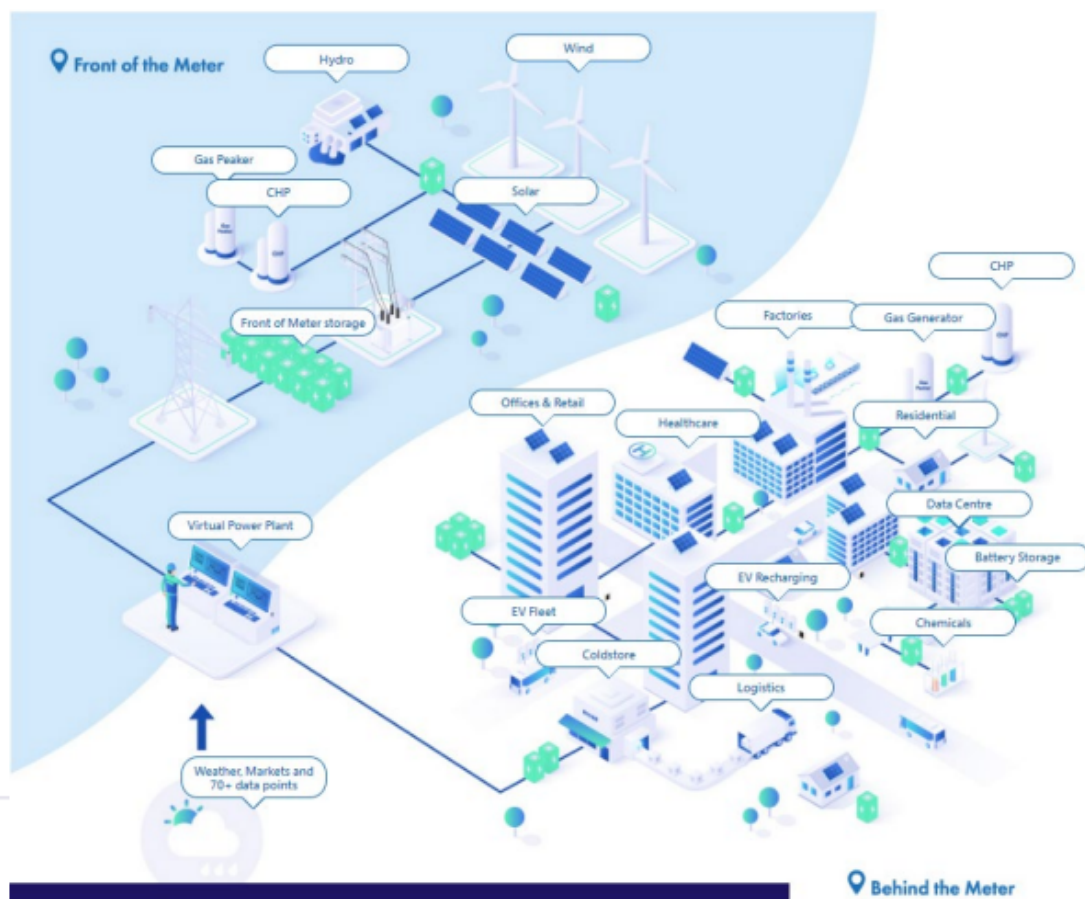 Front of the Meter
Hydro
Wind
Gas Peaker
CHP
Solar
CHP
Front of Meter storage
Factories
Gas Generator
Offices & Retail
Healthcare
Residential
Virtual Power Plant
Data Centre
Battery Storage
EV Recharging
EV Fleet
Chemicals
Coldstore
Logistics
Weather, Markets and
70+ data points
Behind the Meter